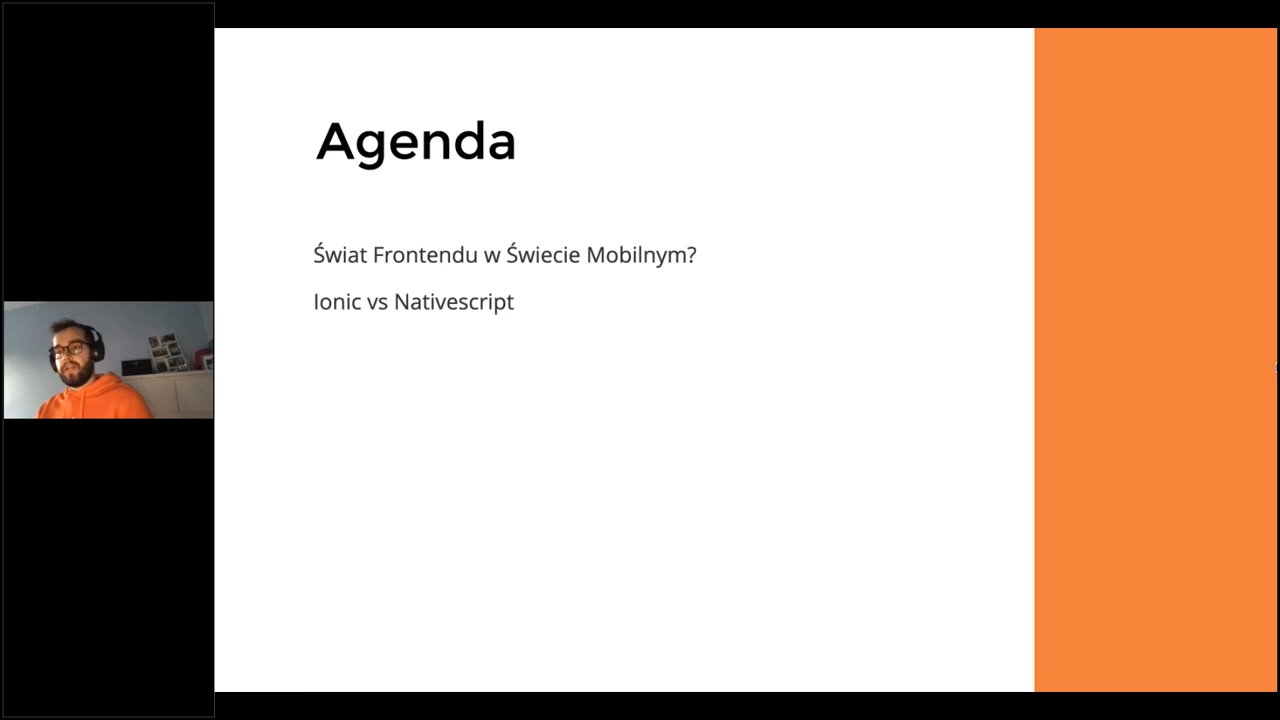 Agenda
Świat Frontendu w Świecie Mobilnym?
Ionic vs Nativescript